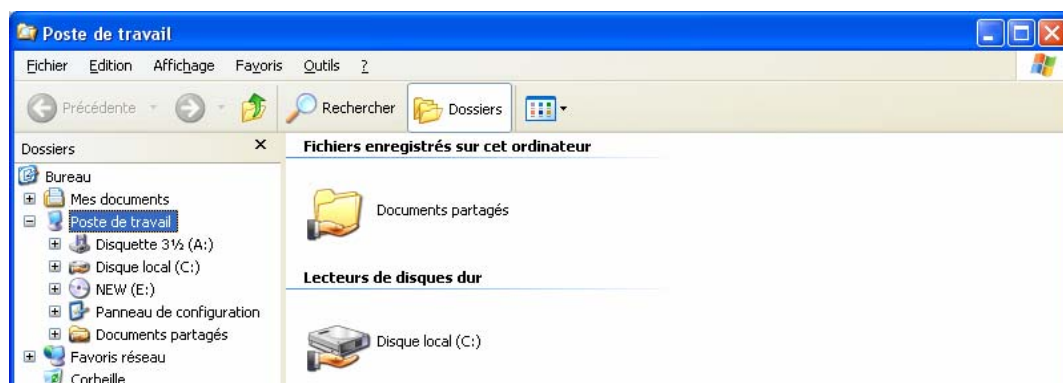 Poste de travail
Fichier Edition Affichage Favoris Outils ?
Précédente Rechercher Dossiers
Dossiers X
Bureau
Mes documents
Poste de travail
Disquette 3½ (A:)
Disque local (C:)
NEW (E:)
Panneau de configuration
Documents partagés
Favoris réseau
Corbeille
Fichiers enregistrés sur cet ordinateur
Documents partagés
Lecteurs de disques dur
Disque local (C:)